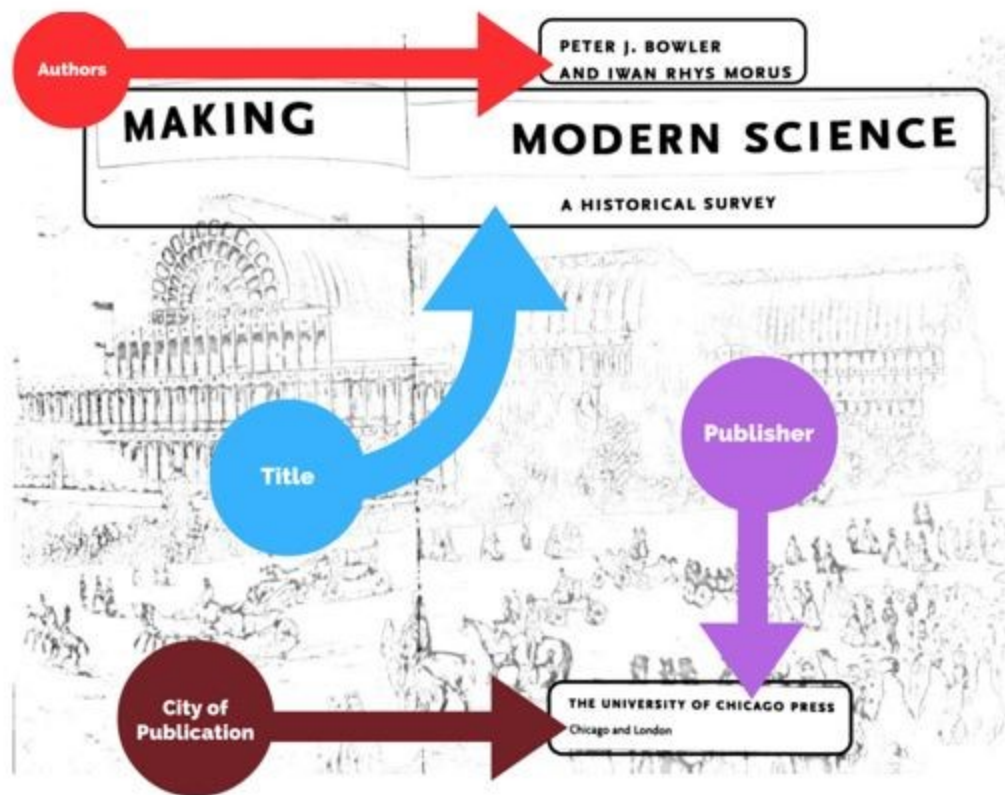 Authors
PETER J. BOWLER
AND IWAN RHYS MORUS
MAKING MODERN SCIENCE
A HISTORICAL SURVEY
Title
Publisher
City of
Publication
THE UNIVERSITY OF CHICAGO PRESS
Chicago and London